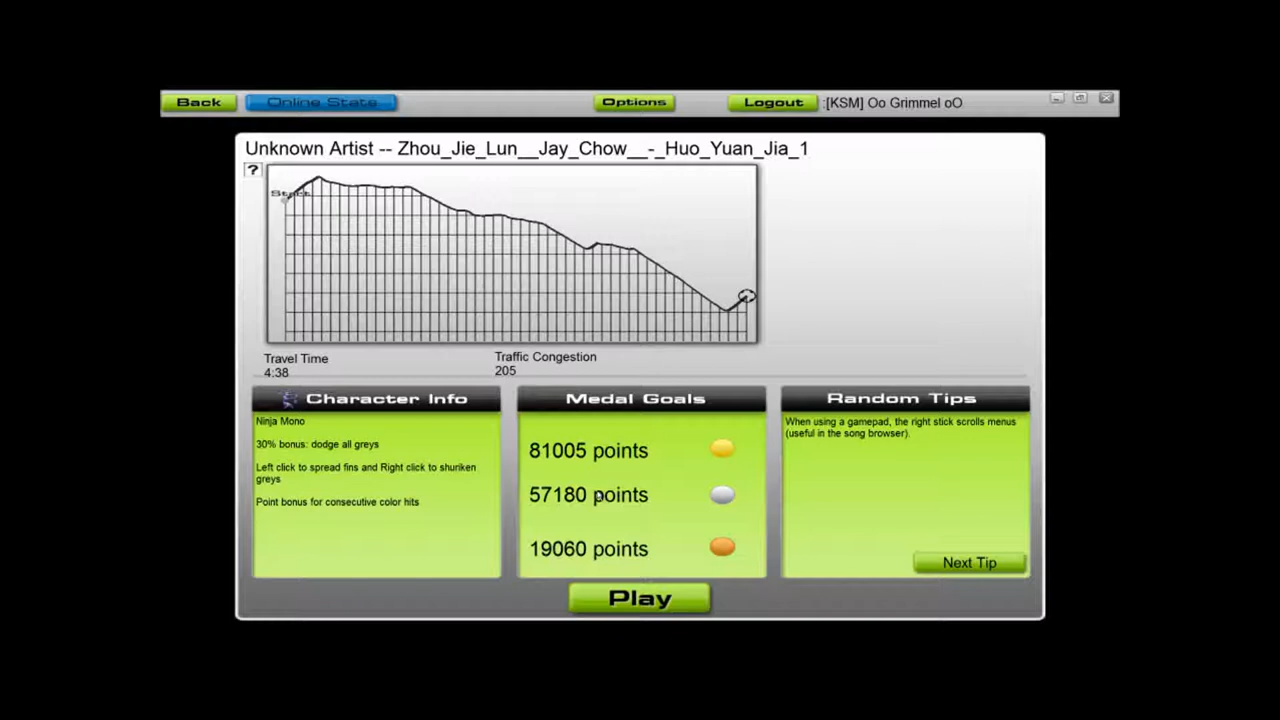 Back
Online State
Options
Logout
:[KSM] Oo Grimmel oO
Unknown Artist -- Zhou_Jie_Lun__Jay_Chow__-_Huo_Yuan_Jia_1
?
Start
Travel Time
4:38
Traffic Congestion
205
Character Info
Ninja Mono
30% bonus: dodge all greys
Left click to spread fins and Right click to shuriken
greys
Point bonus for consecutive color hits
Medal Goals
81005 points
57180 points
19060 points
Random Tips
When using a gamepad, the right stick scrolls menus
(useful in the song browser).
Next Tip
Play